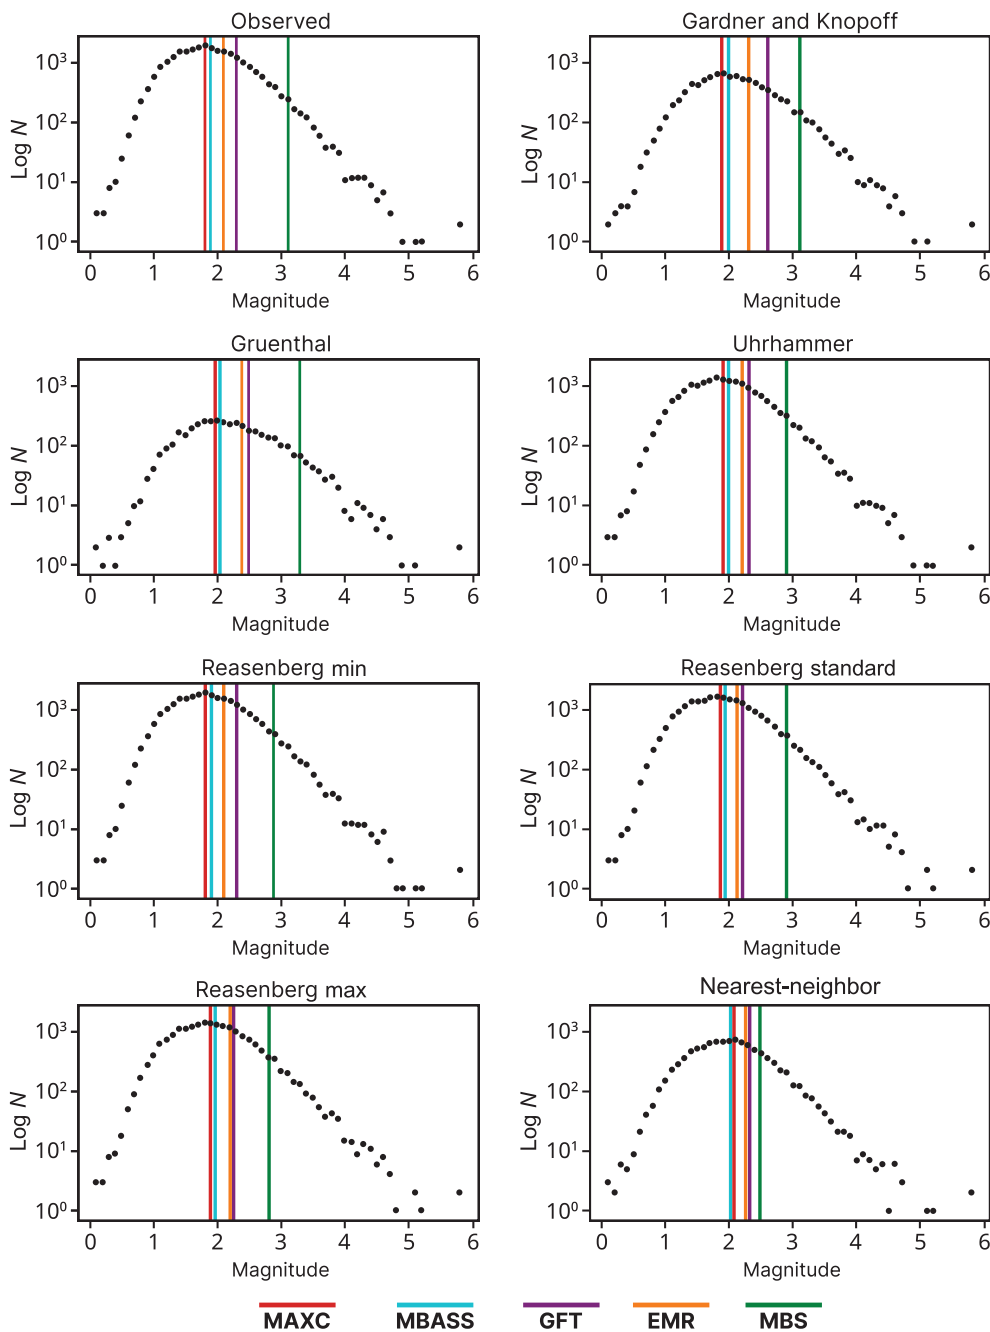 Observed
Gardner and Knopoff
10³
10²
10¹
10⁰
Log N
0 1 2 3 4 5 6
Magnitude
10³
10²
10¹
10⁰
Log N
0 1 2 3 4 5 6
Magnitude
Gruenthal
Uhrhammer
10³
10²
10¹
10⁰
Log N
0 1 2 3 4 5 6
Magnitude
10³
10²
10¹
10⁰
Log N
0 1 2 3 4 5 6
Magnitude
Reasenberg min
Reasenberg standard
10³
10²
10¹
10⁰
Log N
0 1 2 3 4 5 6
Magnitude
10³
10²
10¹
10⁰
Log N
0 1 2 3 4 5 6
Magnitude
Reasenberg max
Nearest-neighbor
10³
10²
10¹
10⁰
Log N
0 1 2 3 4 5 6
Magnitude
10³
10²
10¹
10⁰
Log N
0 1 2 3 4 5 6
Magnitude
MAXC MBASS GFT EMR MBS